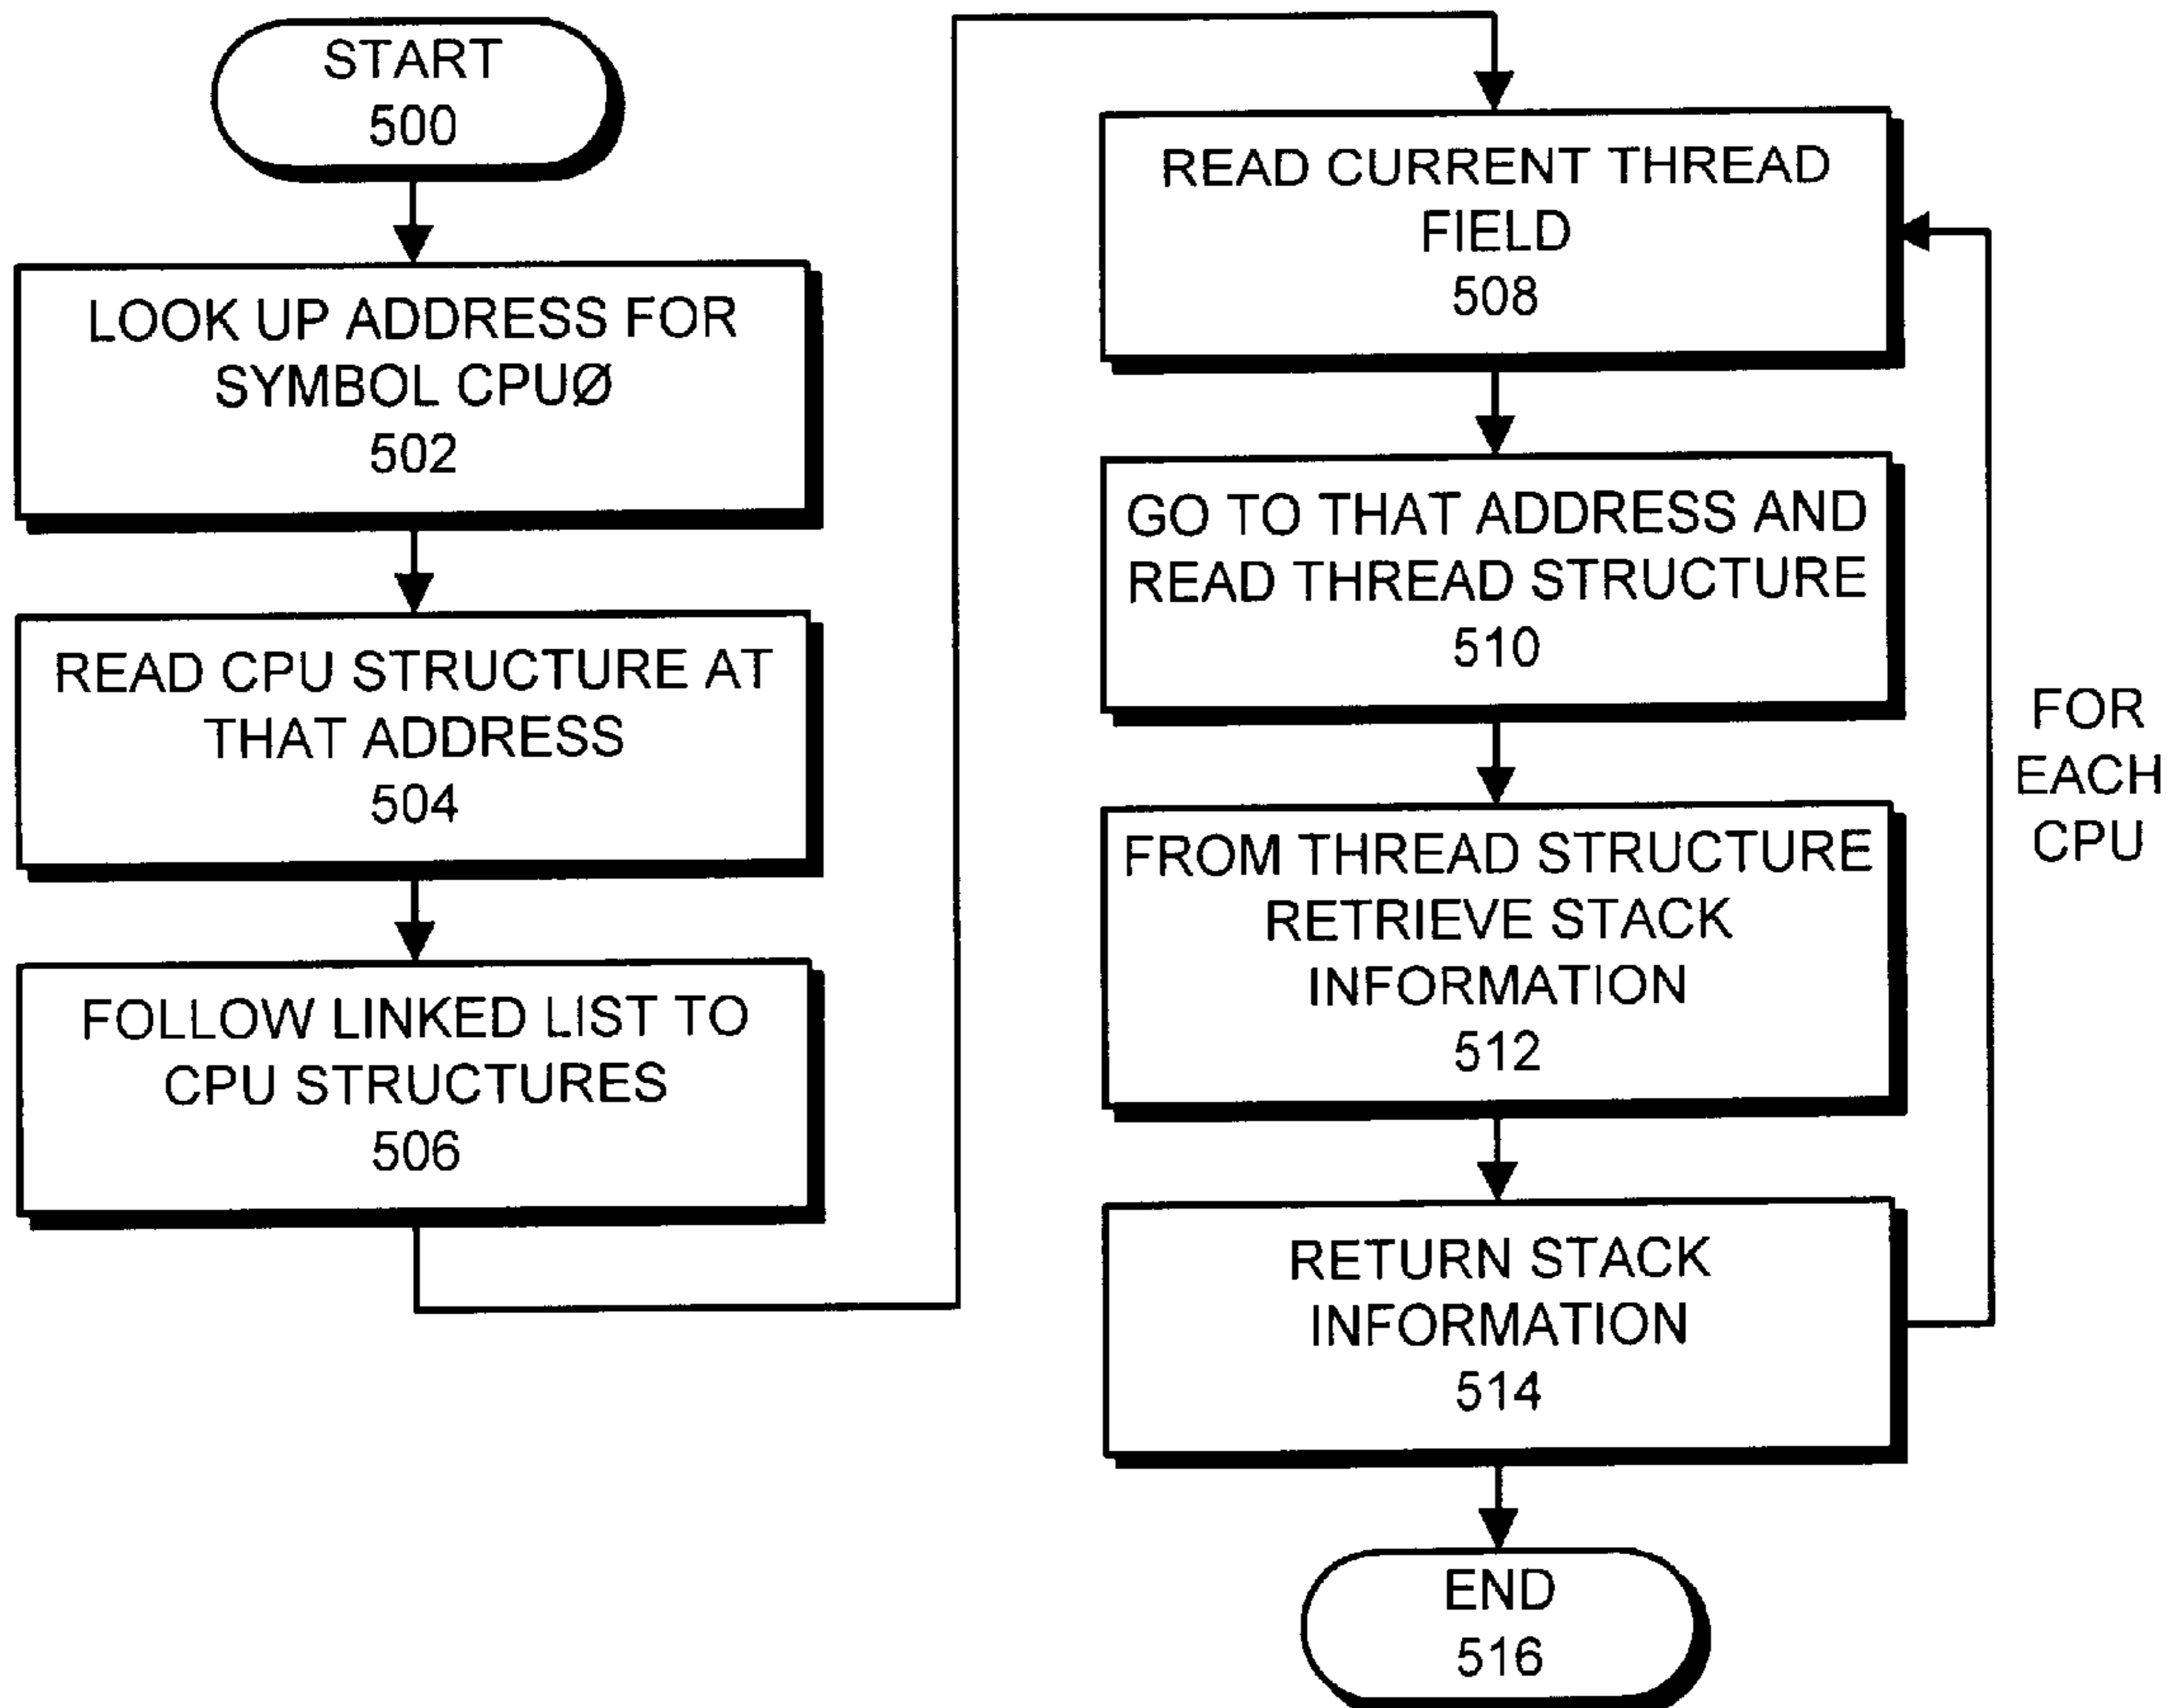 START
500
LOOK UP ADDRESS FOR
SYMBOL CPUØ
502
READ CPU STRUCTURE AT
THAT ADDRESS
504
FOLLOW LINKED LIST TO
CPU STRUCTURES
506
READ CURRENT THREAD
FIELD
508
GO TO THAT ADDRESS AND
READ THREAD STRUCTURE
510
FROM THREAD STRUCTURE
RETRIEVE STACK
INFORMATION
512
RETURN STACK
INFORMATION
514
FOR
EACH
CPU
END
516